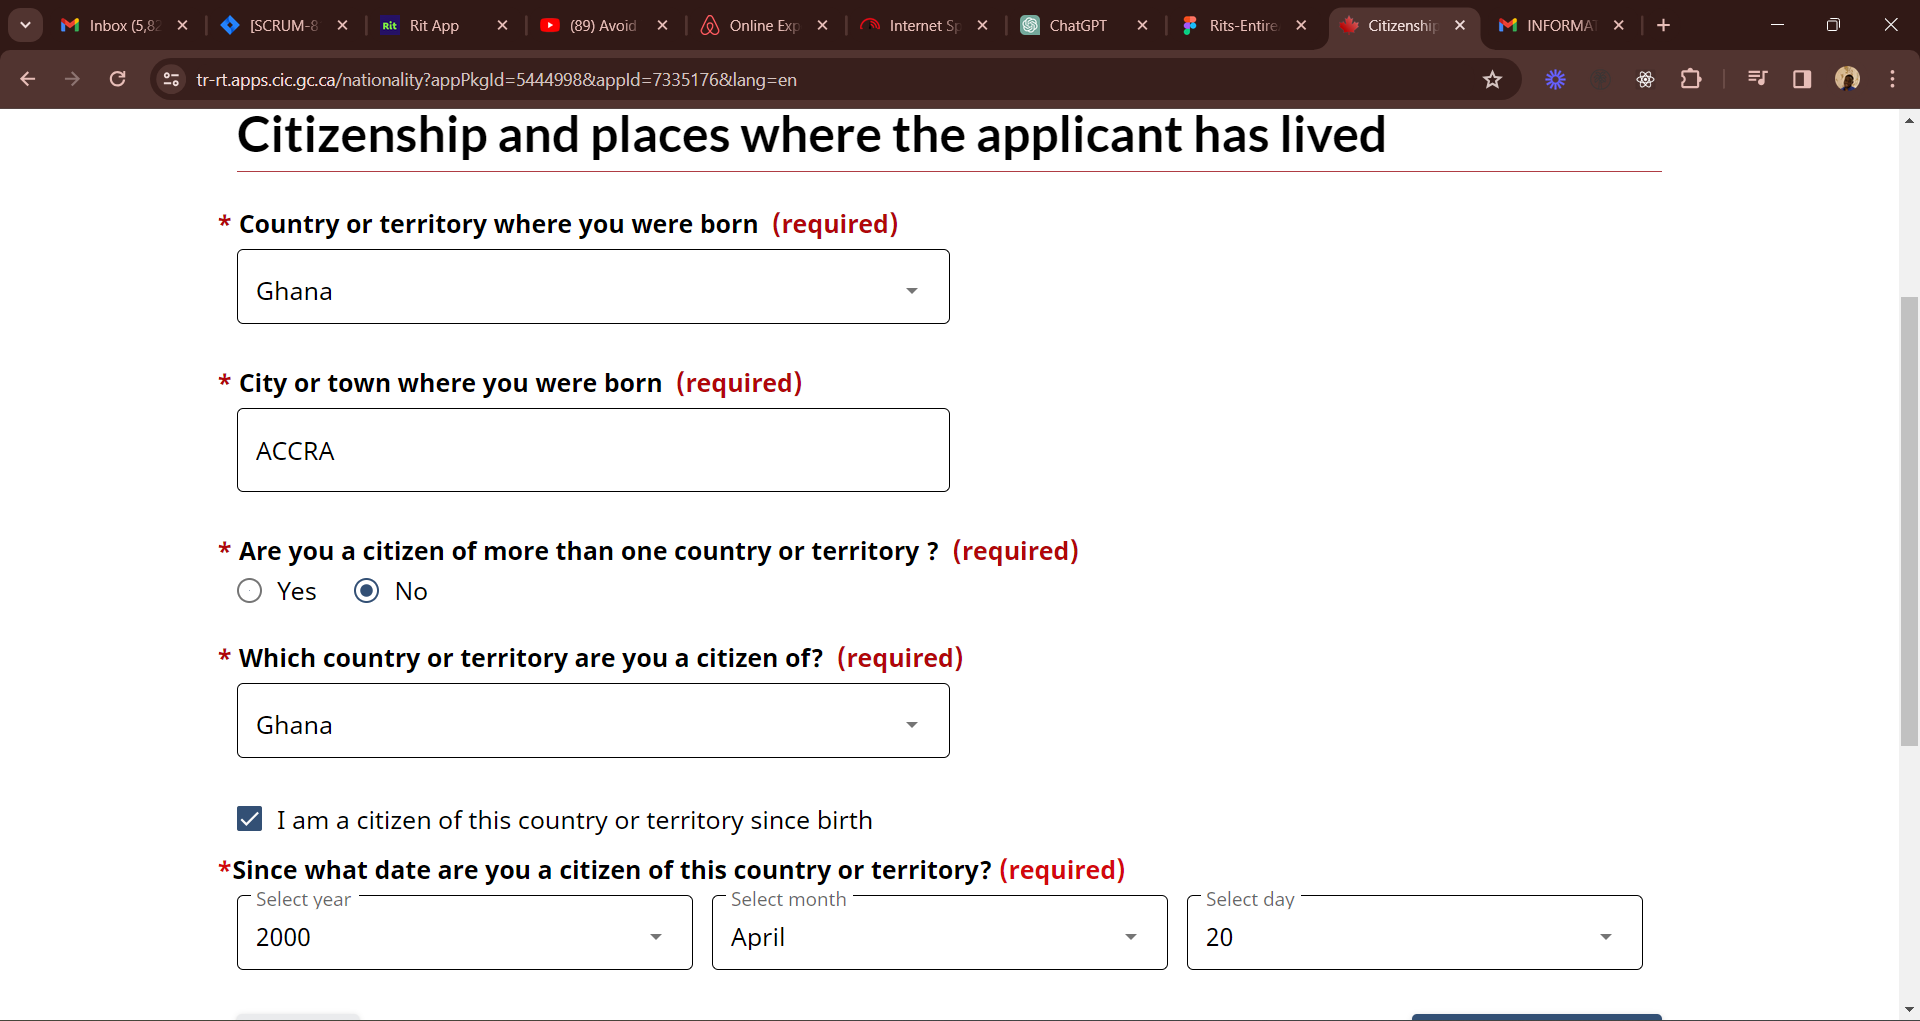 Inbox (5,82
[SCRUM-8
Rit Rit App
(89) Avoid
Online Exp
Internet Sp
ChatGPT
Rits-Entire
Citizenship
INFORMAT
tr-rt.apps.cic.gc.ca/nationality?appPkgId=5444998&appId=7335176&lang=en
Citizenship and places where the applicant has lived
* Country or territory where you were born (required)
Ghana
* City or town where you were born (required)
ACCRA
* Are you a citizen of more than one country or territory ? (required)
Yes No
* Which country or territory are you a citizen of? (required)
Ghana
I am a citizen of this country or territory since birth
*Since what date are you a citizen of this country or territory? (required)
Select year Select month Select day
2000 April 20